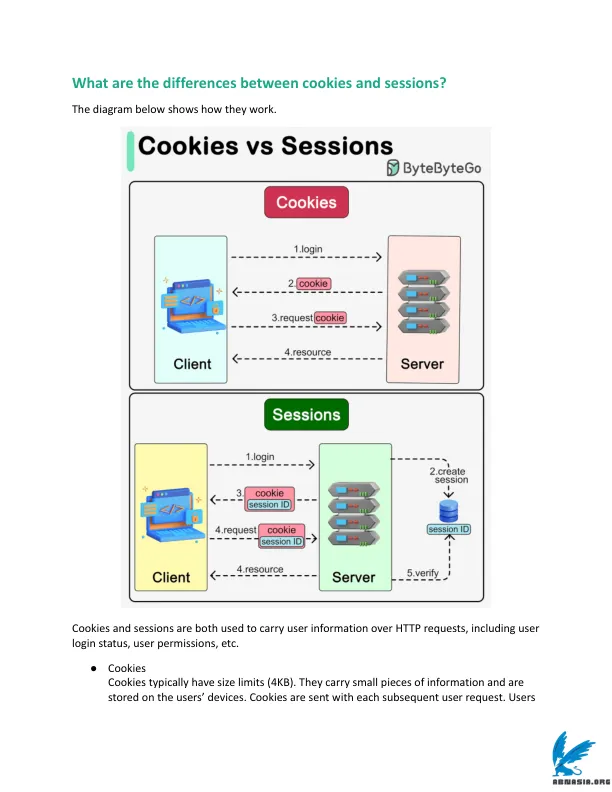 What are the differences between cookies and sessions?
The diagram below shows how they work.
Cookies vs Sessions
ByteByteGo
Cookies
1.login
2. cookie
3.request cookie
4.resource
Client
Server
Sessions
1.login
2.create
session
3. cookie
session ID
session ID
4.request cookie
session ID
4.resource
5.verify
Client
Server
Cookies and sessions are both used to carry user information over HTTP requests, including user
login status, user permissions, etc.
● Cookies
Cookies typically have size limits (4KB). They carry small pieces of information and are
stored on the users’ devices. Cookies are sent with each subsequent user request. Users
ABNASIA.ORG